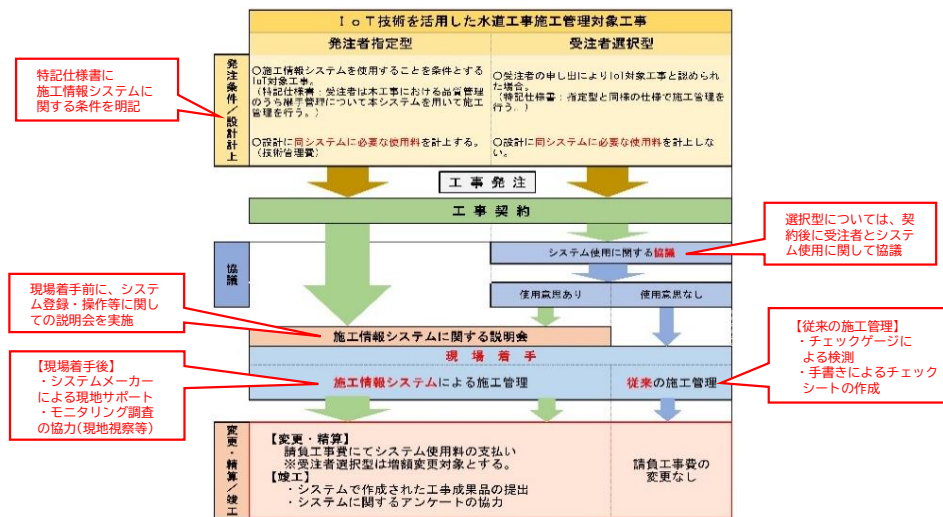 IoT技術を活用した水道工事施工管理対象工事
発注者指定型
受注者選択型
特記仕様書に
施工情報システムに
関する条件を明記
発注条件/設計計上
〇施工情報システムを使用することを条件とする
IoT対象工事。
(特記仕様書:受注者は本工事における品質管理
のうち継手管理について本システムを用いて施工
管理を行う。)
〇設計に同システムに必要な使用料を計上する。
(技術管理費)
〇受注者の申し出によりIoT対象工事と認められ
た場合。
(特記仕様書:指定型と同様の仕様で施工管理を
行う。)
〇設計に同システムに必要な使用料を計上しな
い。
工事発注
工事契約
選択型については、契
約後に受注者とシステ
ム使用に関して協議
協議
システム使用に関する協議
使用意思あり
使用意思なし
現場着手前に、システ
ム登録・操作等に関し
ての説明会を実施
施工情報システムに関する説明会
現場着手
【現場着手後】
・システムメーカー
による現地サポート
・モニタリング調査
の協力(現地視察等)
施工情報システムによる施工管理
従来の施工管理
【従来の施工管理】
・チェックゲージに
よる検測
・手書きによるチェック
シートの作成
変更・精算/竣工
【変更・精算】
請負工事費にてシステム使用料の支払い
※受注者選択型は増額変更対象とする。
【竣工】
・システムで作成された工事成果品の提出
・システムに関するアンケートの協力
請負工事費の
変更なし